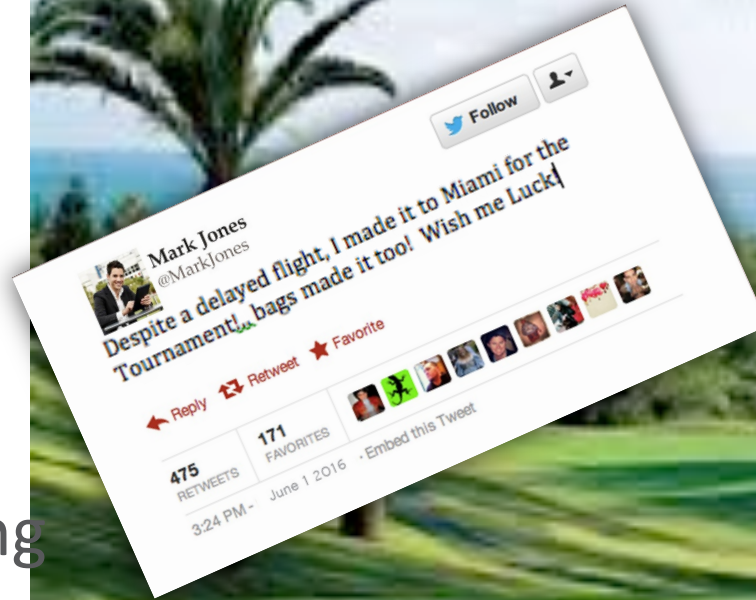 Follow
Mark Jones
@MarkJones
Despite a delayed flight, I made it to Miami for the
Tournament!, bags made it too!  Wish me Luck!
Reply Retweet Favorite
475 RETWEETS 171 FAVORITES
3:24 PM - June 1 2016 · Embed this Tweet
ng